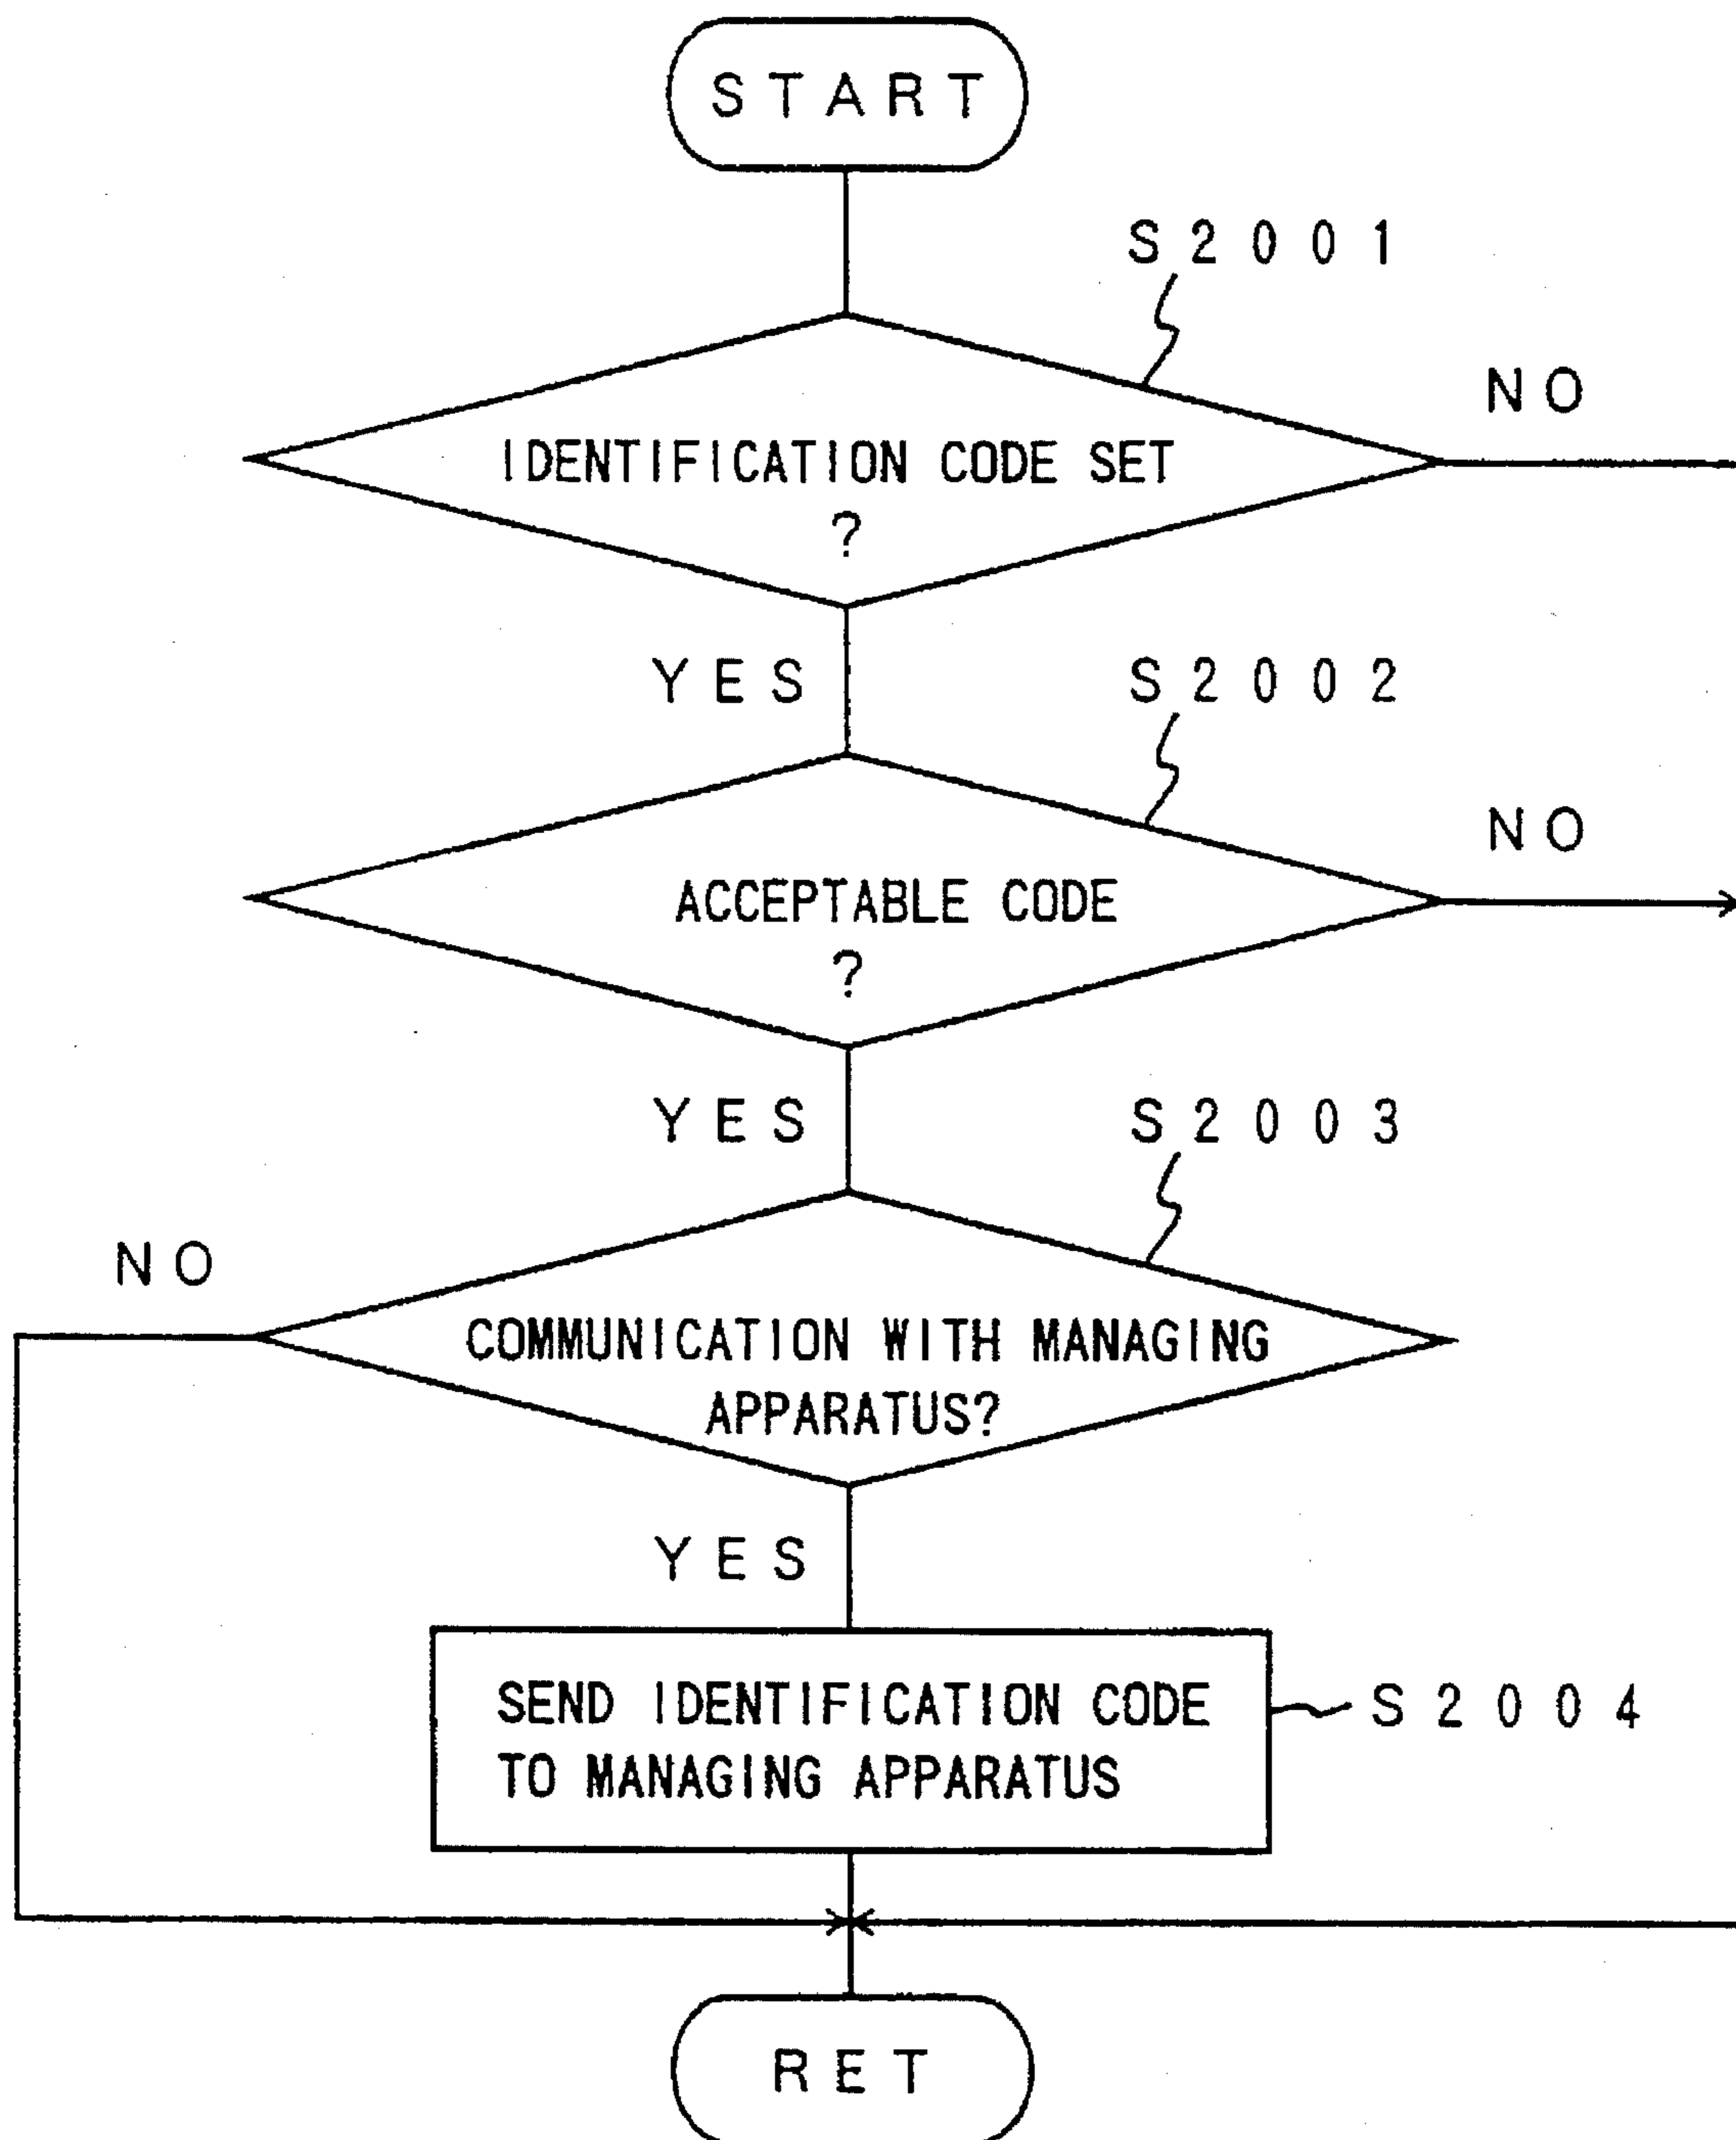 START
S2001
NO
IDENTIFICATION CODE SET
?
YES
S2002
NO
ACCEPTABLE CODE
?
YES
S2003
NO
COMMUNICATION WITH MANAGING
APPARATUS?
YES
SEND IDENTIFICATION CODE
TO MANAGING APPARATUS
S2004
RET